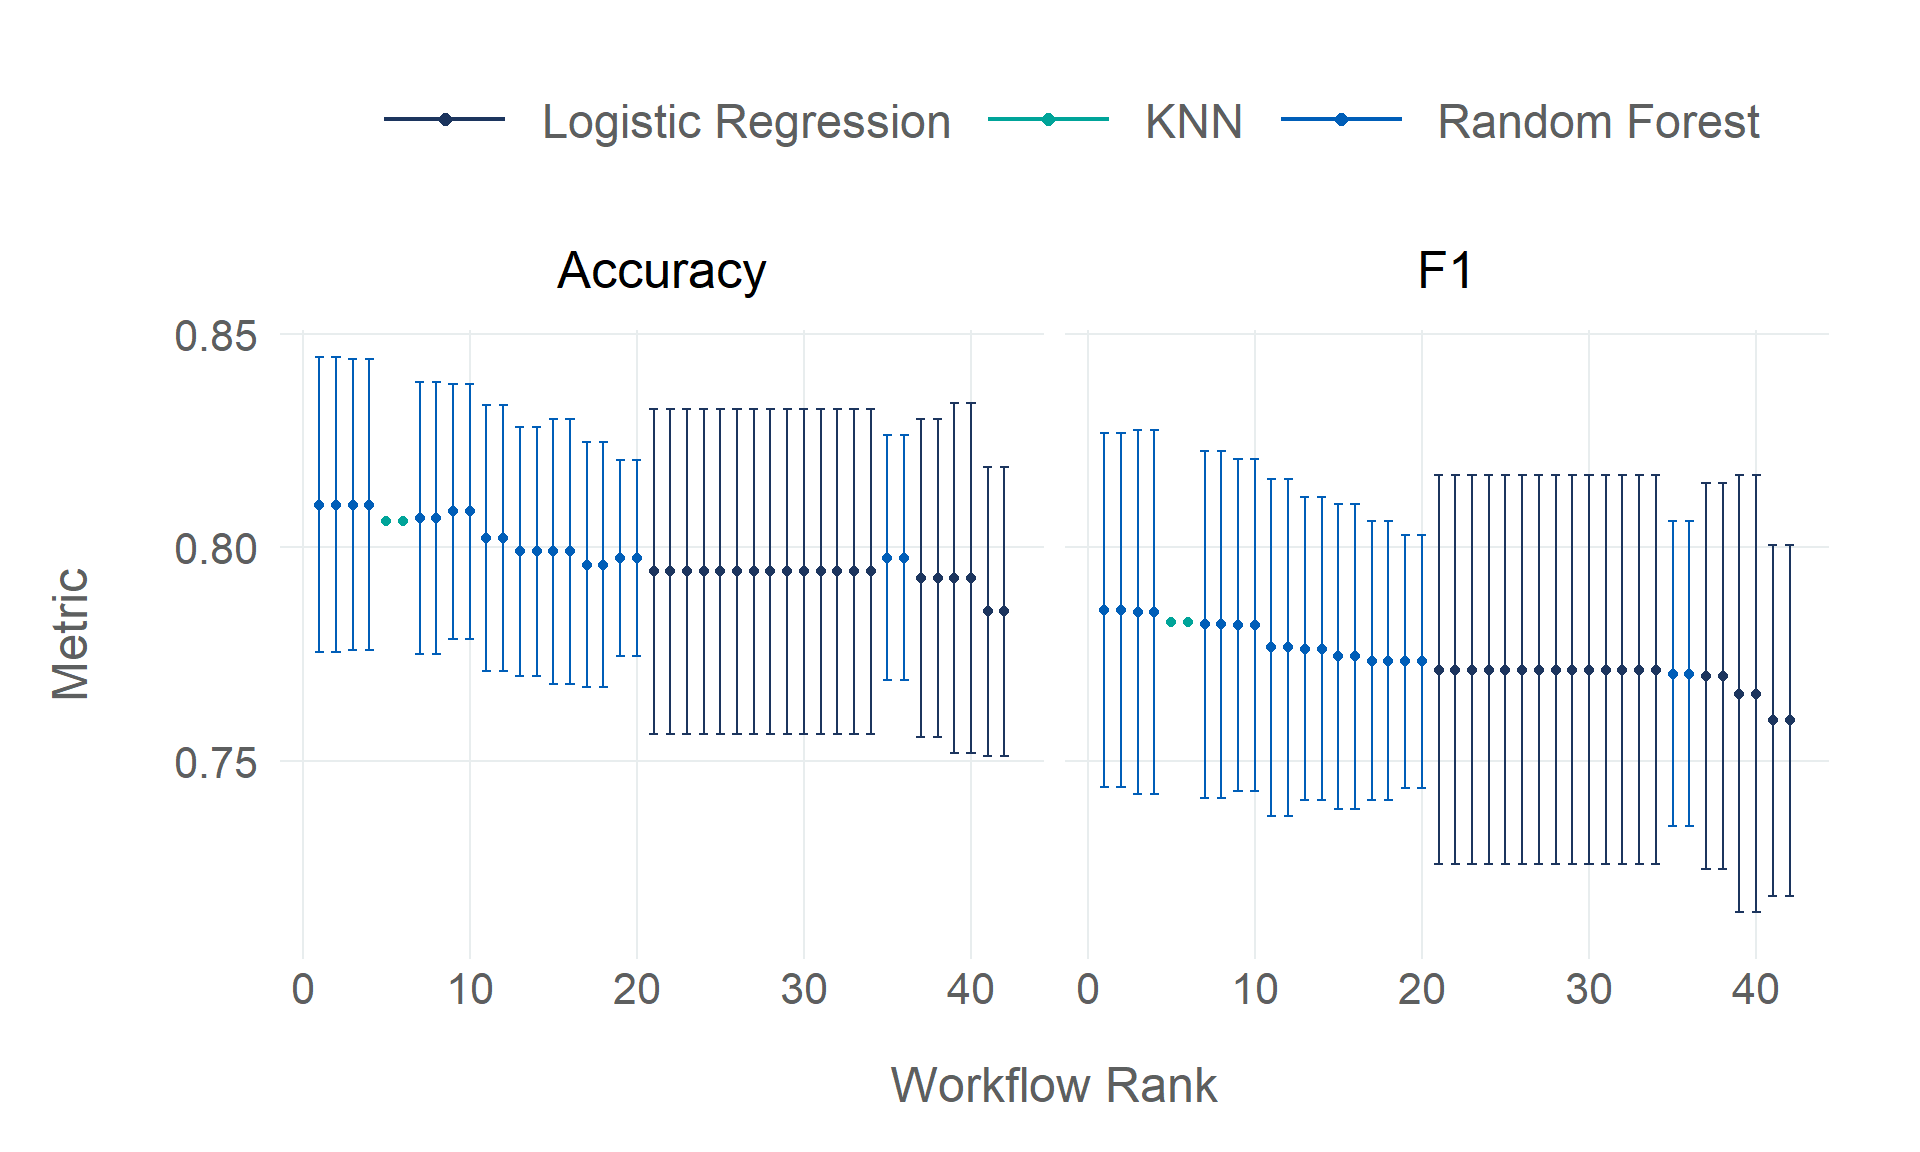 Logistic Regression KNN Random Forest
Accuracy F1
0.85
0.80
0.75
Metric
0 10 20 30 40 0 10 20 30 40
Workflow Rank